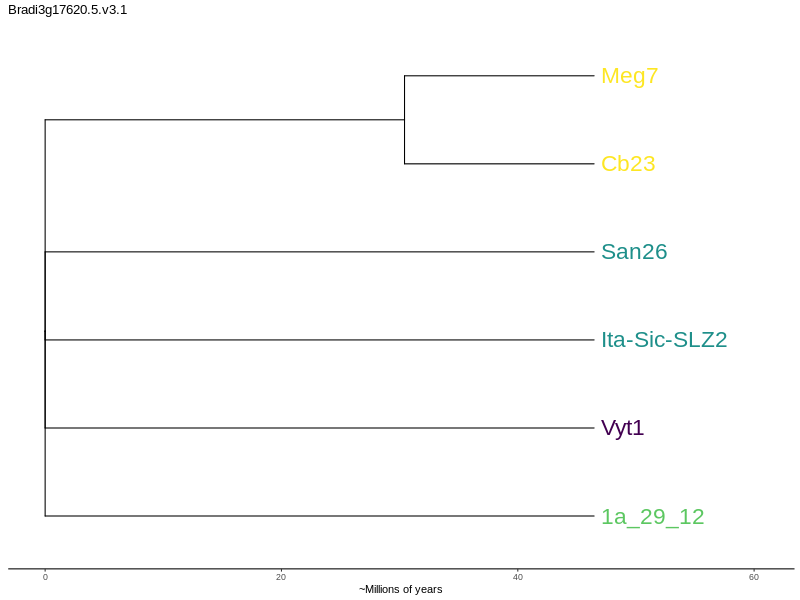 Bradi3g17620.5.v3.1
Meg7
Cb23
San26
Ita-Sic-SLZ2
Vyt1
1a_29_12
0 20 40 60
~Millions of years